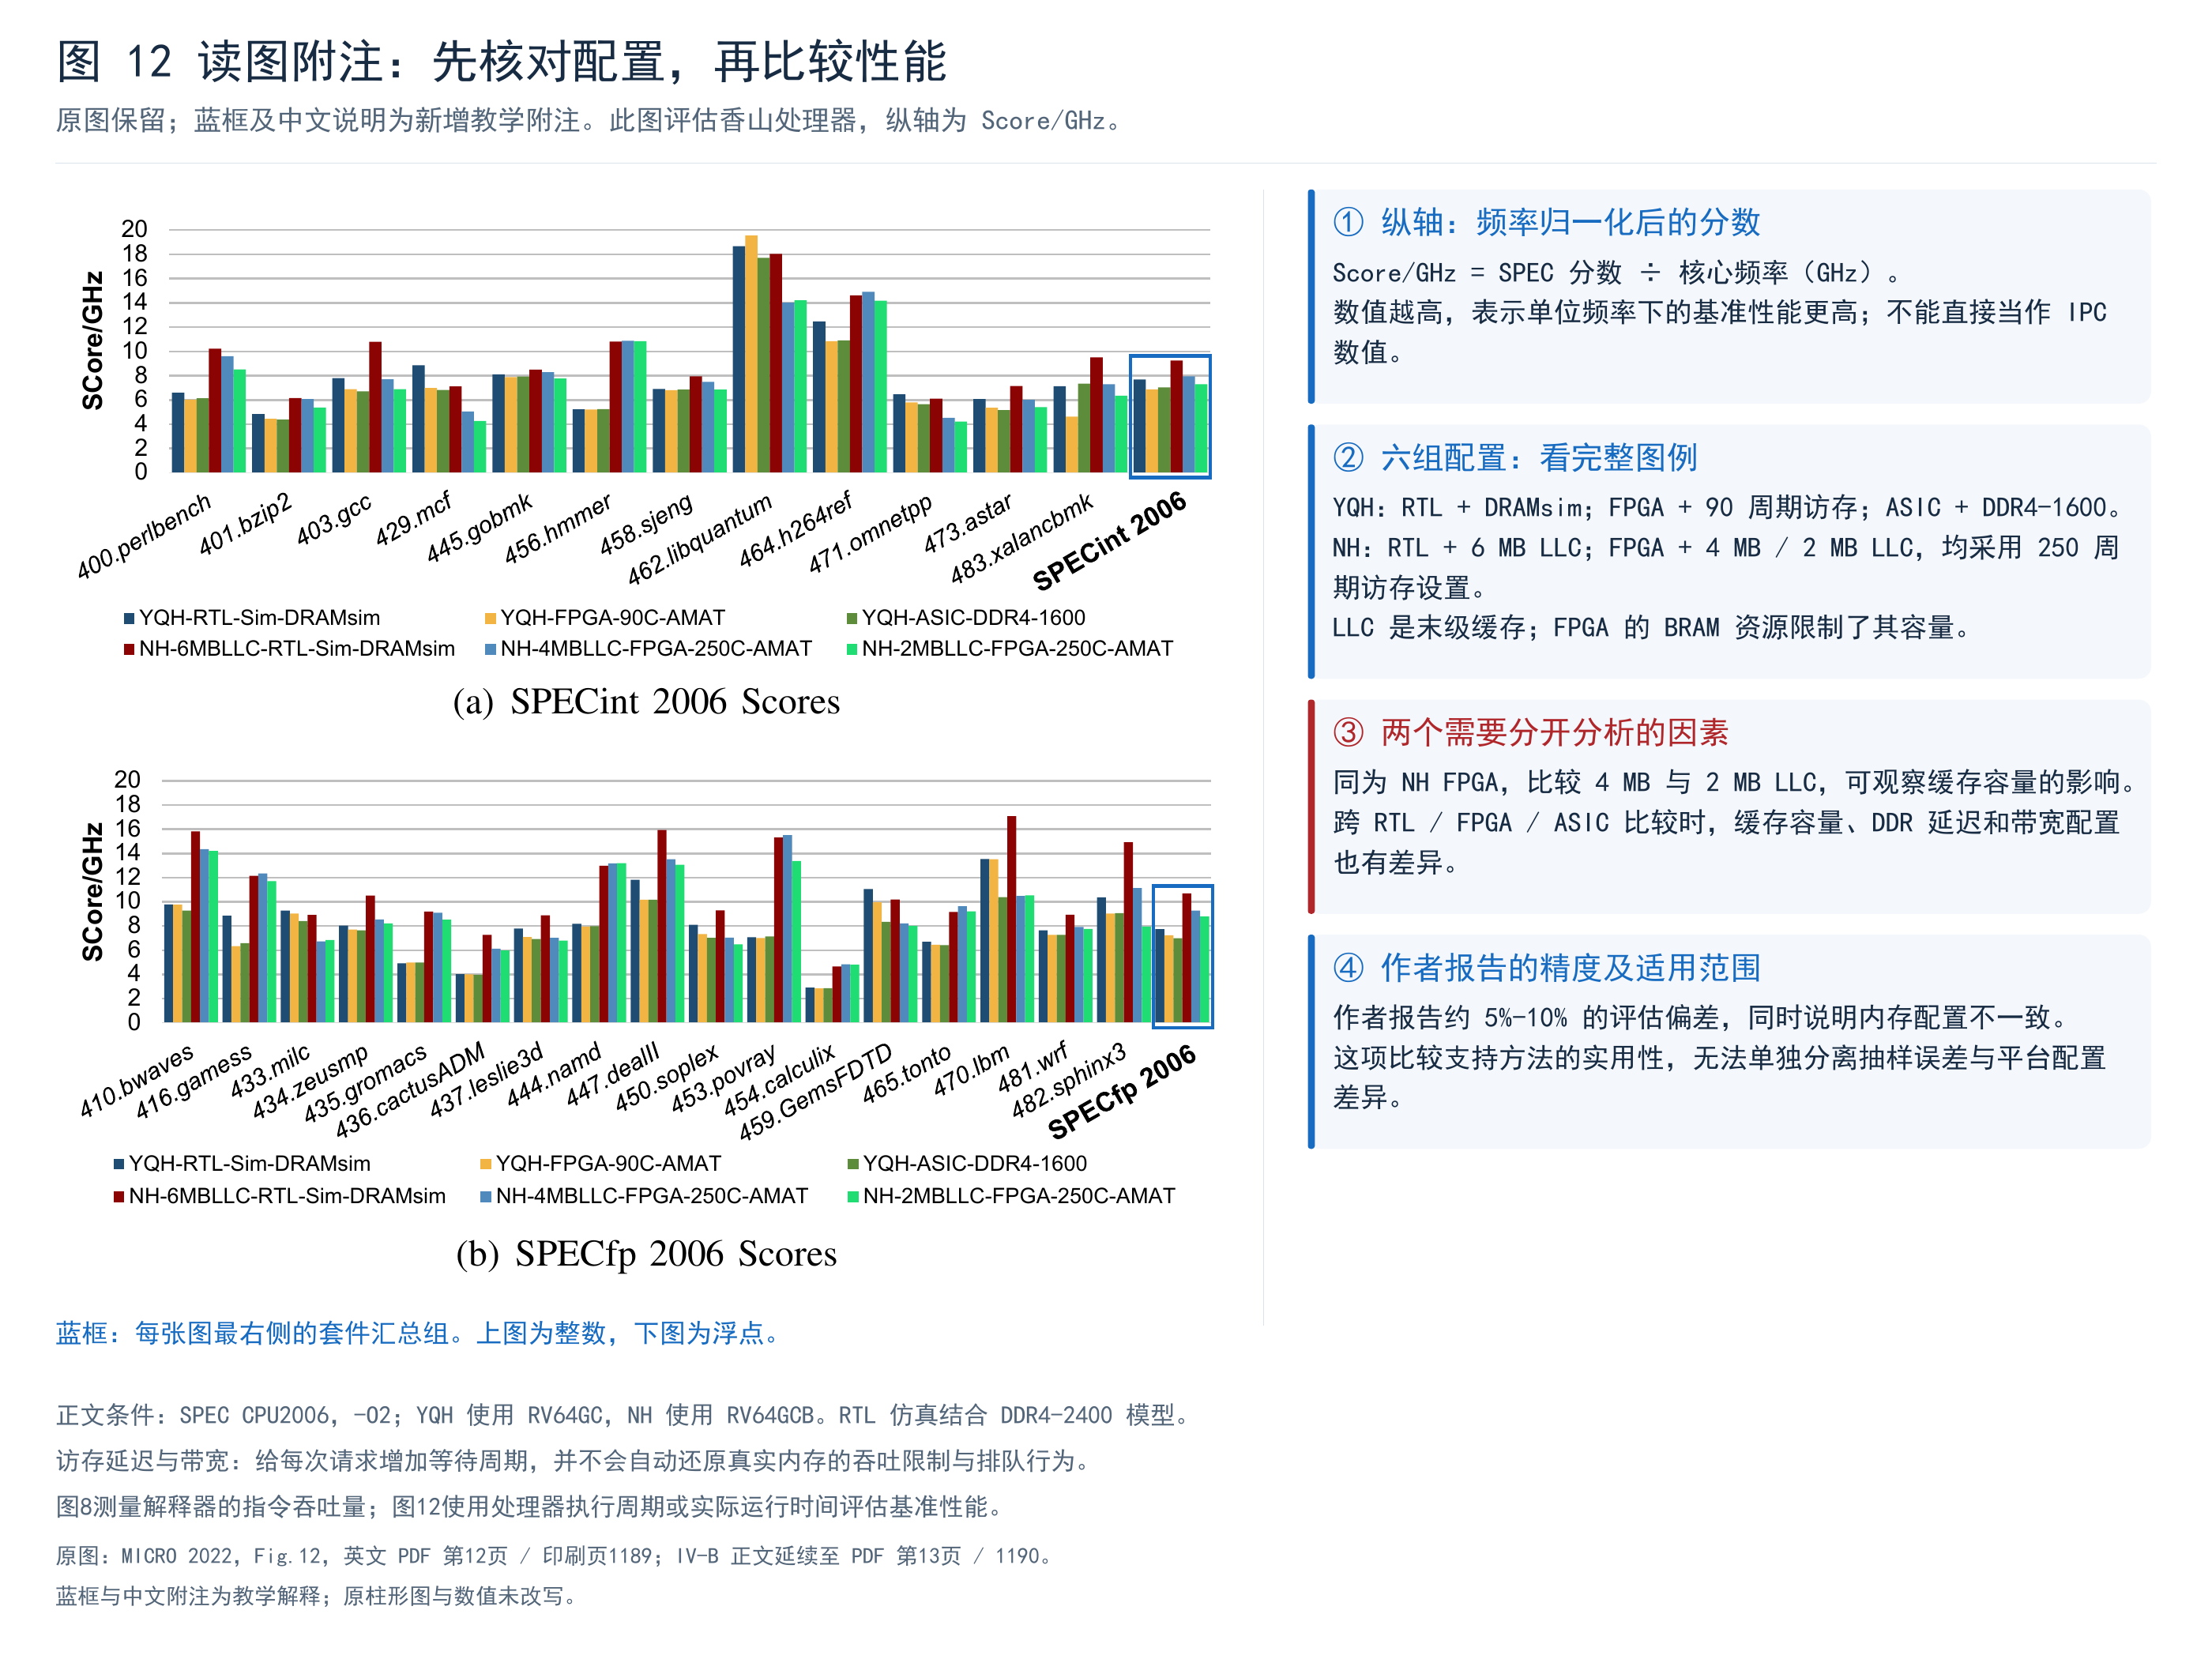 图 12 读图附注：先核对配置，再比较性能
原图保留；蓝框及中文说明为新增教学附注。此图评估香山处理器，纵轴为 Score/GHz。
SCore/GHz
20
18
16
14
12
10
8
6
4
2
0
400.perlbench
401.bzip2
403.gcc
429.mcf
445.gobmk
456.hmmer
458.sjeng
462.libquantum
464.h264ref
471.omnetpp
473.astar
483.xalancbmk
SPECint 2006
YQH-RTL-Sim-DRAMsim
YQH-FPGA-90C-AMAT
YQH-ASIC-DDR4-1600
NH-6MBLLC-RTL-Sim-DRAMsim
NH-4MBLLC-FPGA-250C-AMAT
NH-2MBLLC-FPGA-250C-AMAT
(a) SPECint 2006 Scores
SCore/GHz
20
18
16
14
12
10
8
6
4
2
0
410.bwaves
416.gamess
433.milc
434.zeusmp
435.gromacs
436.cactusADM
437.leslie3d
444.namd
447.dealII
450.soplex
453.povray
454.calculix
459.GemsFDTD
465.tonto
470.lbm
481.wrf
482.sphinx3
SPECfp 2006
YQH-RTL-Sim-DRAMsim
YQH-FPGA-90C-AMAT
YQH-ASIC-DDR4-1600
NH-6MBLLC-RTL-Sim-DRAMsim
NH-4MBLLC-FPGA-250C-AMAT
NH-2MBLLC-FPGA-250C-AMAT
(b) SPECfp 2006 Scores
蓝框：每张图最右侧的套件汇总组。上图为整数，下图为浮点。
① 纵轴：频率归一化后的分数
Score/GHz = SPEC 分数 ÷ 核心频率（GHz）。
数值越高，表示单位频率下的基准性能更高；不能直接当作 IPC
数值。
② 六组配置：看完整图例
YQH：RTL + DRAMsim；FPGA + 90 周期访存；ASIC + DDR4-1600。
NH：RTL + 6 MB LLC；FPGA + 4 MB / 2 MB LLC，均采用 250 周
期访存设置。
LLC 是末级缓存；FPGA 的 BRAM 资源限制了其容量。
③ 两个需要分开分析的因素
同为 NH FPGA，比较 4 MB 与 2 MB LLC，可观察缓存容量的影响。
跨 RTL / FPGA / ASIC 比较时，缓存容量、DDR 延迟和带宽配置
也有差异。
④ 作者报告的精度及适用范围
作者报告约 5%-10% 的评估偏差，同时说明内存配置不一致。
这项比较支持方法的实用性，无法单独分离抽样误差与平台配置
差异。
正文条件：SPEC CPU2006，-O2；YQH 使用 RV64GC，NH 使用 RV64GCB。RTL 仿真结合 DDR4-2400 模型。
访存延迟与带宽：给每次请求增加等待周期，并不会自动还原真实内存的吞吐限制与排队行为。
图8测量解释器的指令吞吐量；图12使用处理器执行周期或实际运行时间评估基准性能。
原图：MICRO 2022，Fig.12，英文 PDF 第12页 / 印刷页1189；IV-B 正文延续至 PDF 第13页 / 1190。
蓝框与中文附注为教学解释；原柱形图与数值未改写。